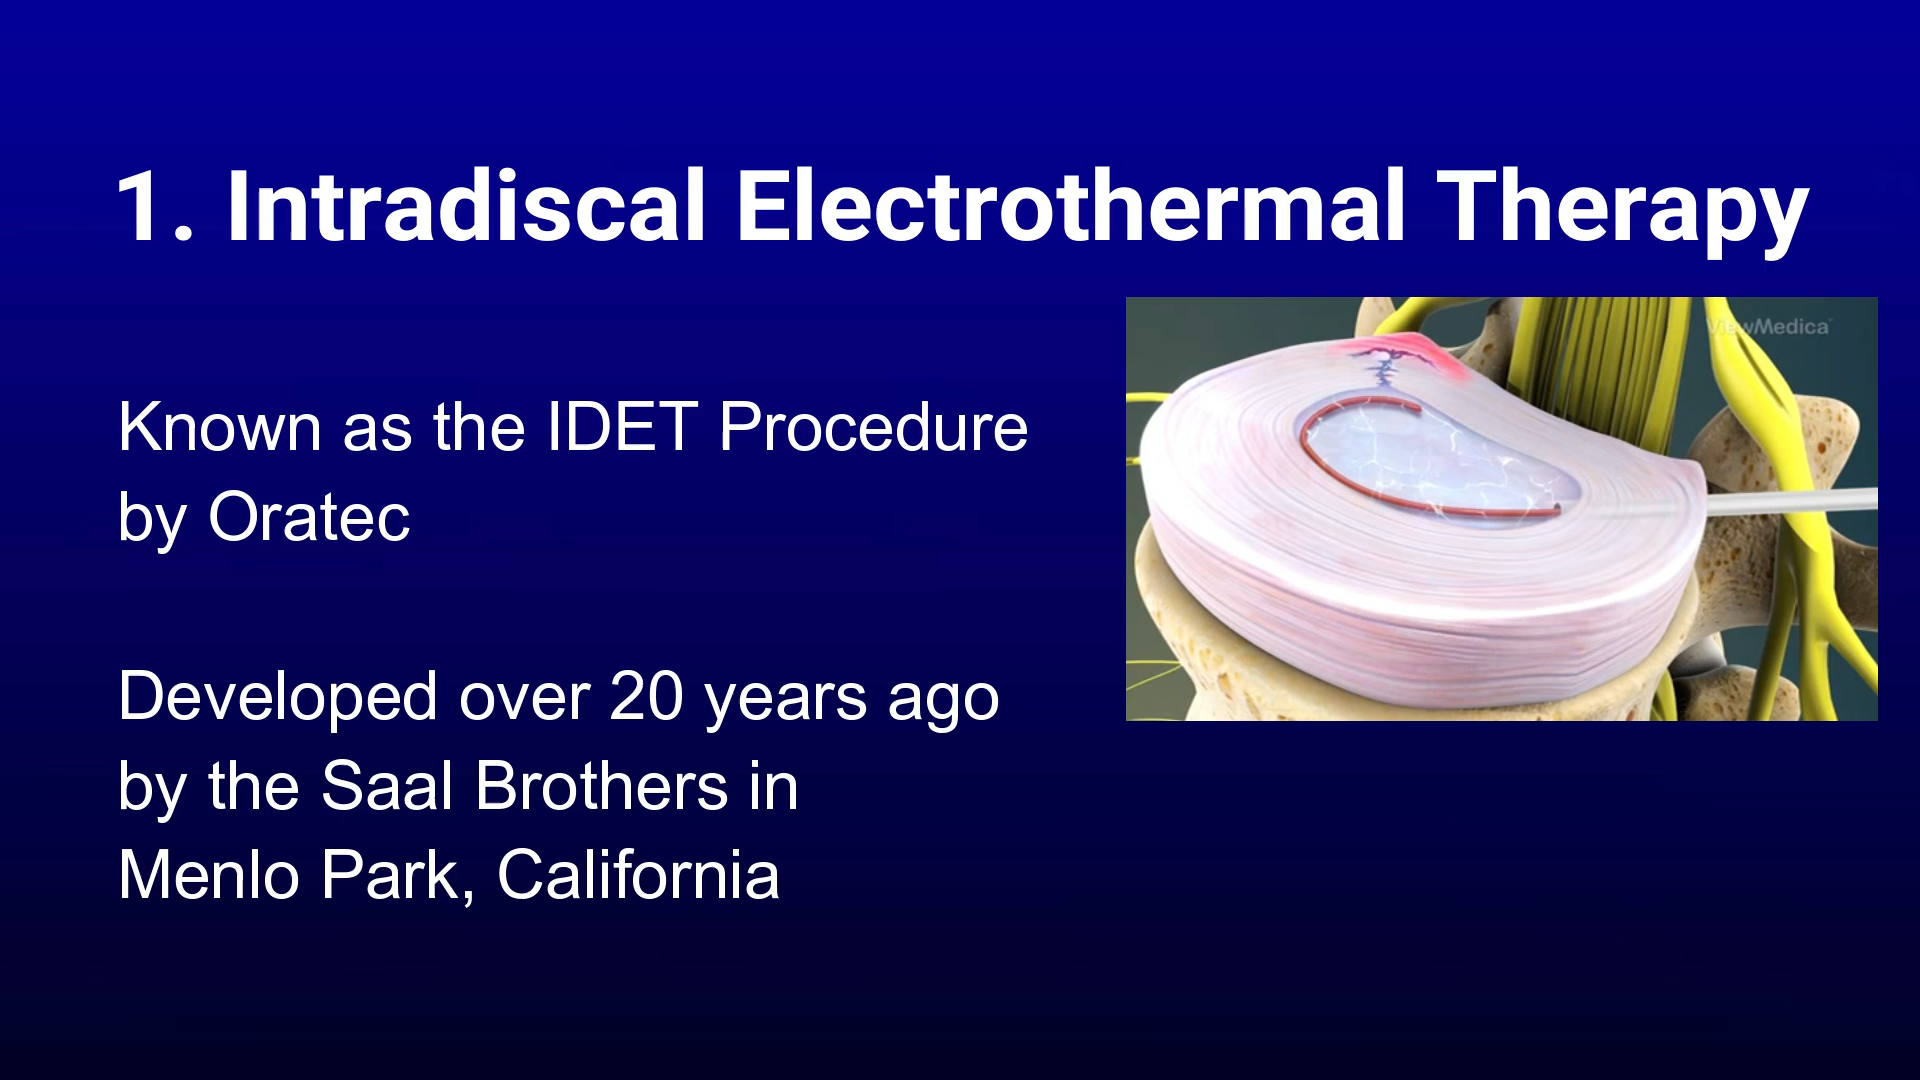 1. Intradiscal Electrothermal Therapy
ViewMedica
Known as the IDET Procedure
by Oratec
Developed over 20 years ago
by the Saal Brothers in
Menlo Park, California